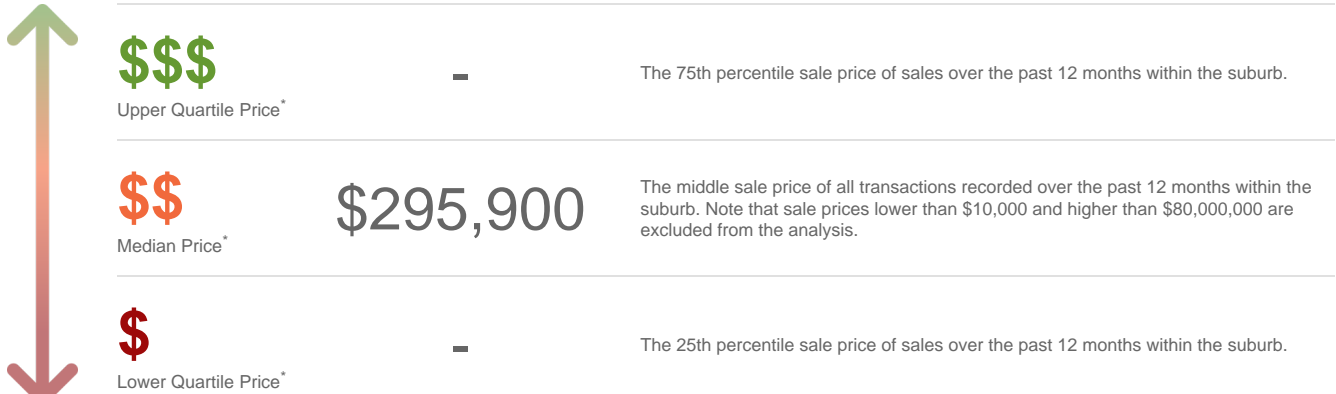 $$$
Upper Quartile Price*
-
The 75th percentile sale price of sales over the past 12 months within the suburb.
$$
Median Price*
$295,900
The middle sale price of all transactions recorded over the past 12 months within the
suburb. Note that sale prices lower than $10,000 and higher than $80,000,000 are
excluded from the analysis.
$
Lower Quartile Price*
-
The 25th percentile sale price of sales over the past 12 months within the suburb.